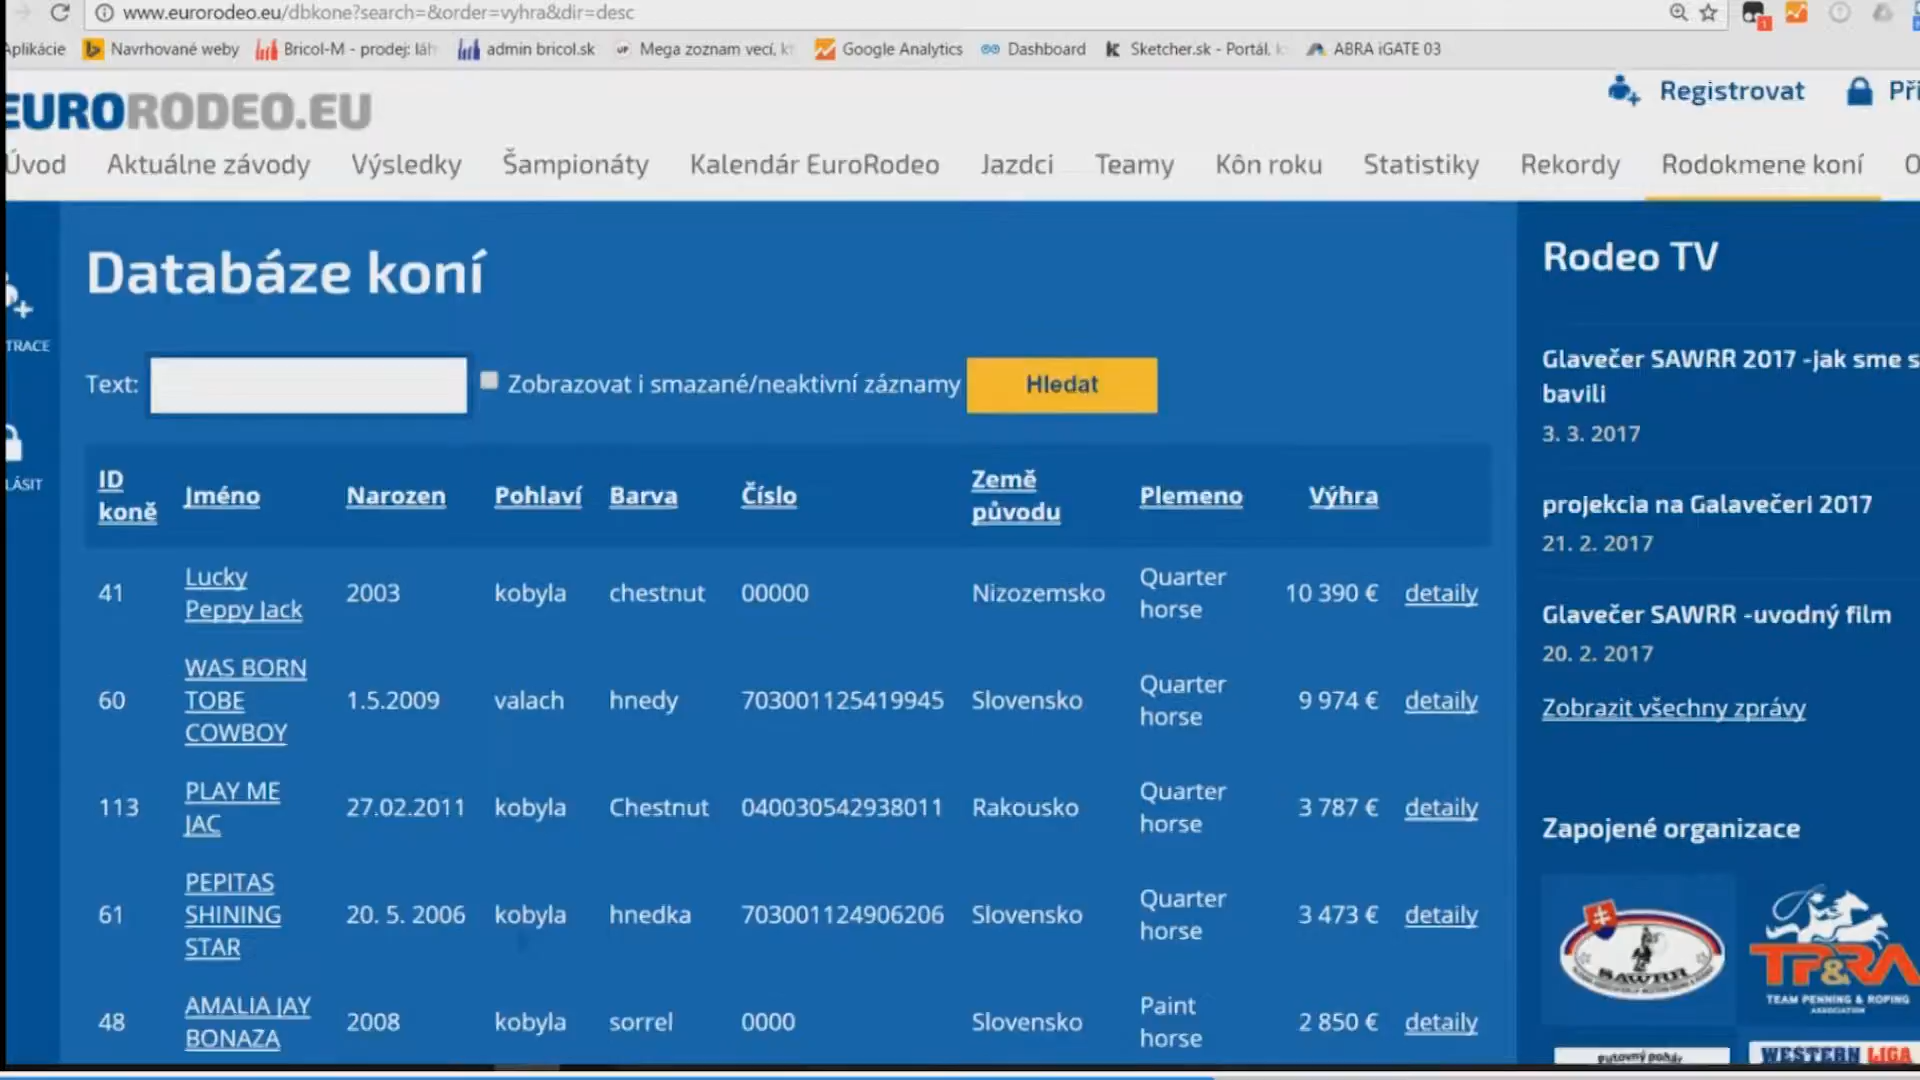 www.eurorodeo.eu/dbkone?search=&order=vyhra&dir=desc
Aplikácie Navrhované weby Bricol-M - prodej: láh admin bricol.sk Mega zoznam vecí, k Google Analytics Dashboard Sketcher.sk - Portál, k ABRA iGATE 03
EURORODEO.EU
Registrovat Při
Úvod Aktuálne závody Výsledky Šampionáty Kalendár EuroRodeo Jazdci Teamy Kôn roku Statistiky Rekordy Rodokmene koní O
TRACE
LÁSIT
Databáze koní
Text: Zobrazovat i smazané/neaktivní záznamy Hledat
ID koně Jméno Narozen Pohlaví Barva Číslo Země původu Plemeno Výhra
41 Lucky Peppy Jack 2003 kobyla chestnut 00000 Nizozemsko Quarter horse 10 390 € detaily
60 WAS BORN TOBE COWBOY 1.5.2009 valach hnedy 703001125419945 Slovensko Quarter horse 9 974 € detaily
113 PLAY ME JAC 27.02.2011 kobyla Chestnut 040030542938011 Rakousko Quarter horse 3 787 € detaily
61 PEPITAS SHINING STAR 20. 5. 2006 kobyla hnedka 703001124906206 Slovensko Quarter horse 3 473 € detaily
48 AMALIA JAY BONAZA 2008 kobyla sorrel 0000 Slovensko Paint horse 2 850 € detaily
Rodeo TV
Glavečer SAWRR 2017 -jak sme s
bavili
3. 3. 2017
projekcia na Galavečeri 2017
21. 2. 2017
Glavečer SAWRR -uvodný film
20. 2. 2017
Zobrazit všechny zprávy
Zapojené organizace
SAWRR
TP&RA
TEAM PENNING & ROPING
ASSOCIATION
putovný pohár
WESTERN LIGA